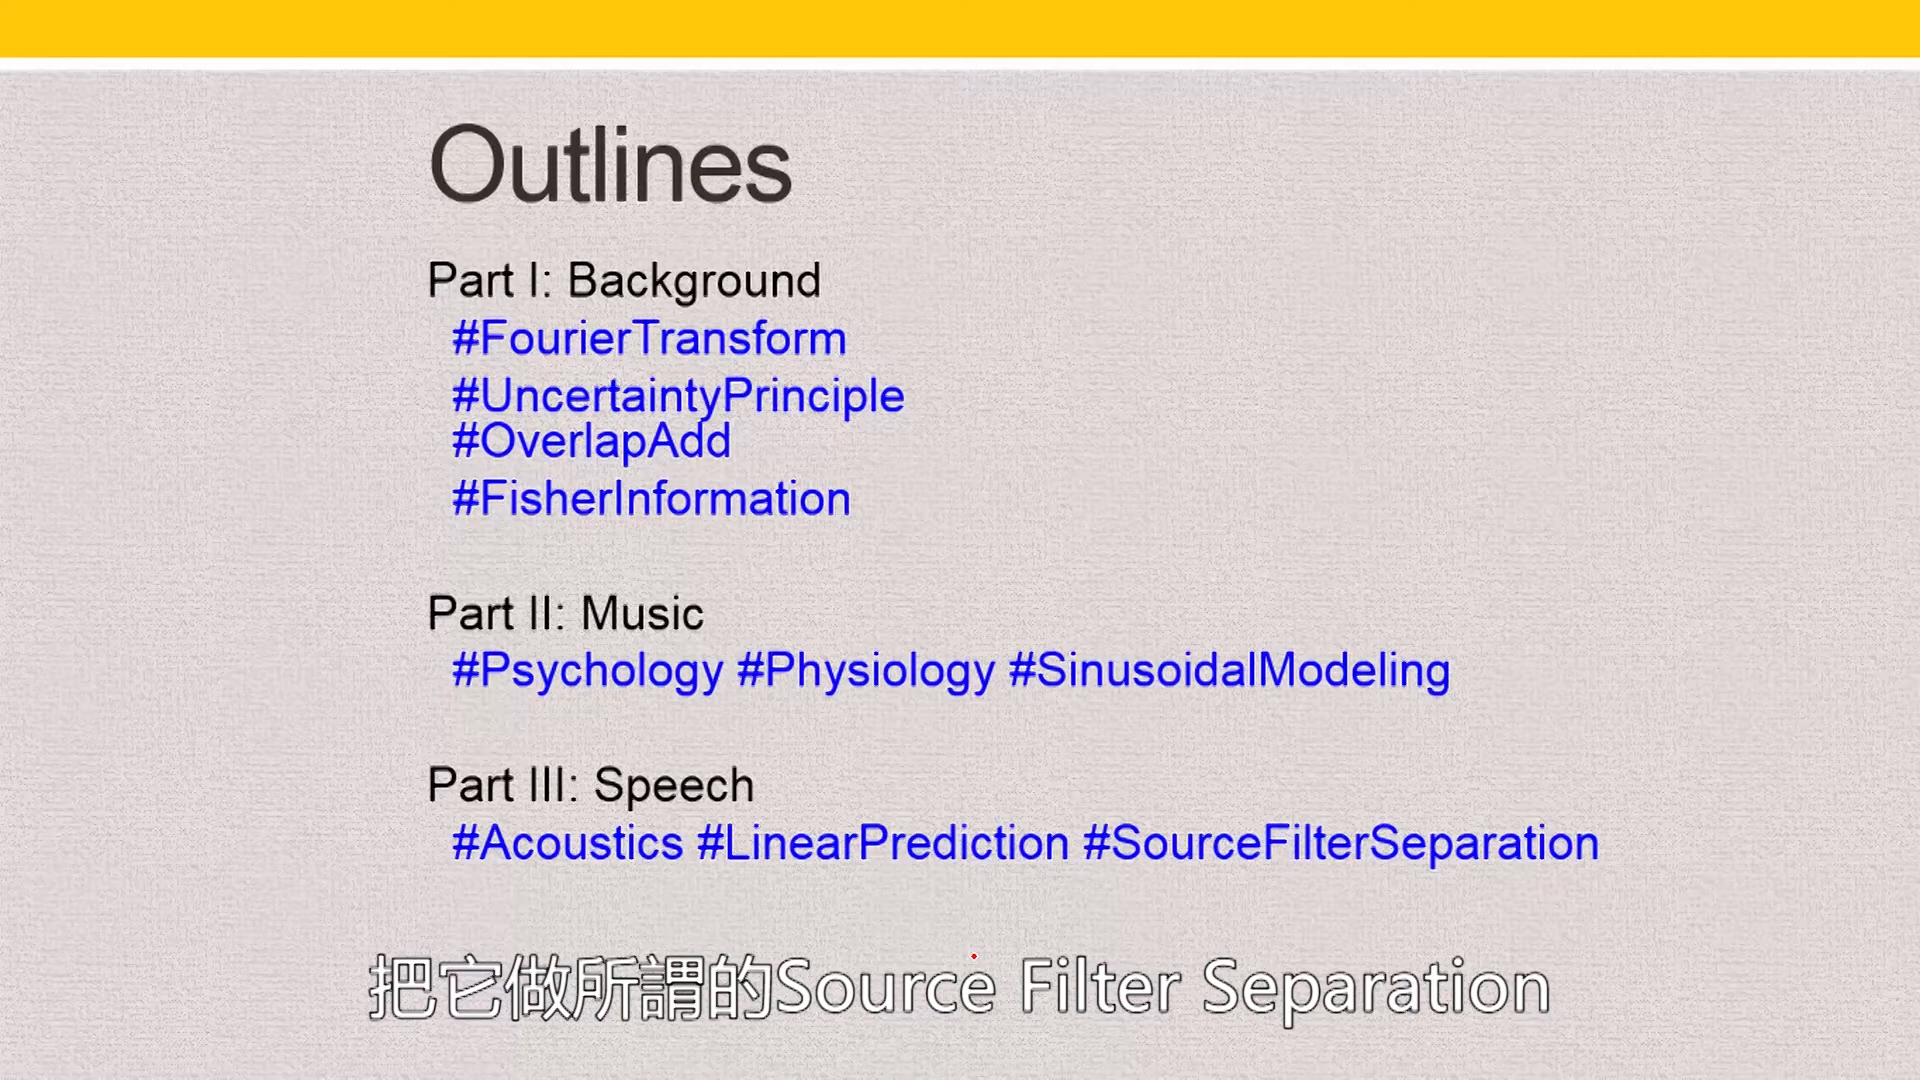 Outlines
Part I: Background
#FourierTransform
#UncertaintyPrinciple
#OverlapAdd
#FisherInformation
Part II: Music
#Psychology #Physiology #SinusoidalModeling
Part III: Speech
#Acoustics #LinearPrediction #SourceFilterSeparation
把它做所謂的Source Filter Separation